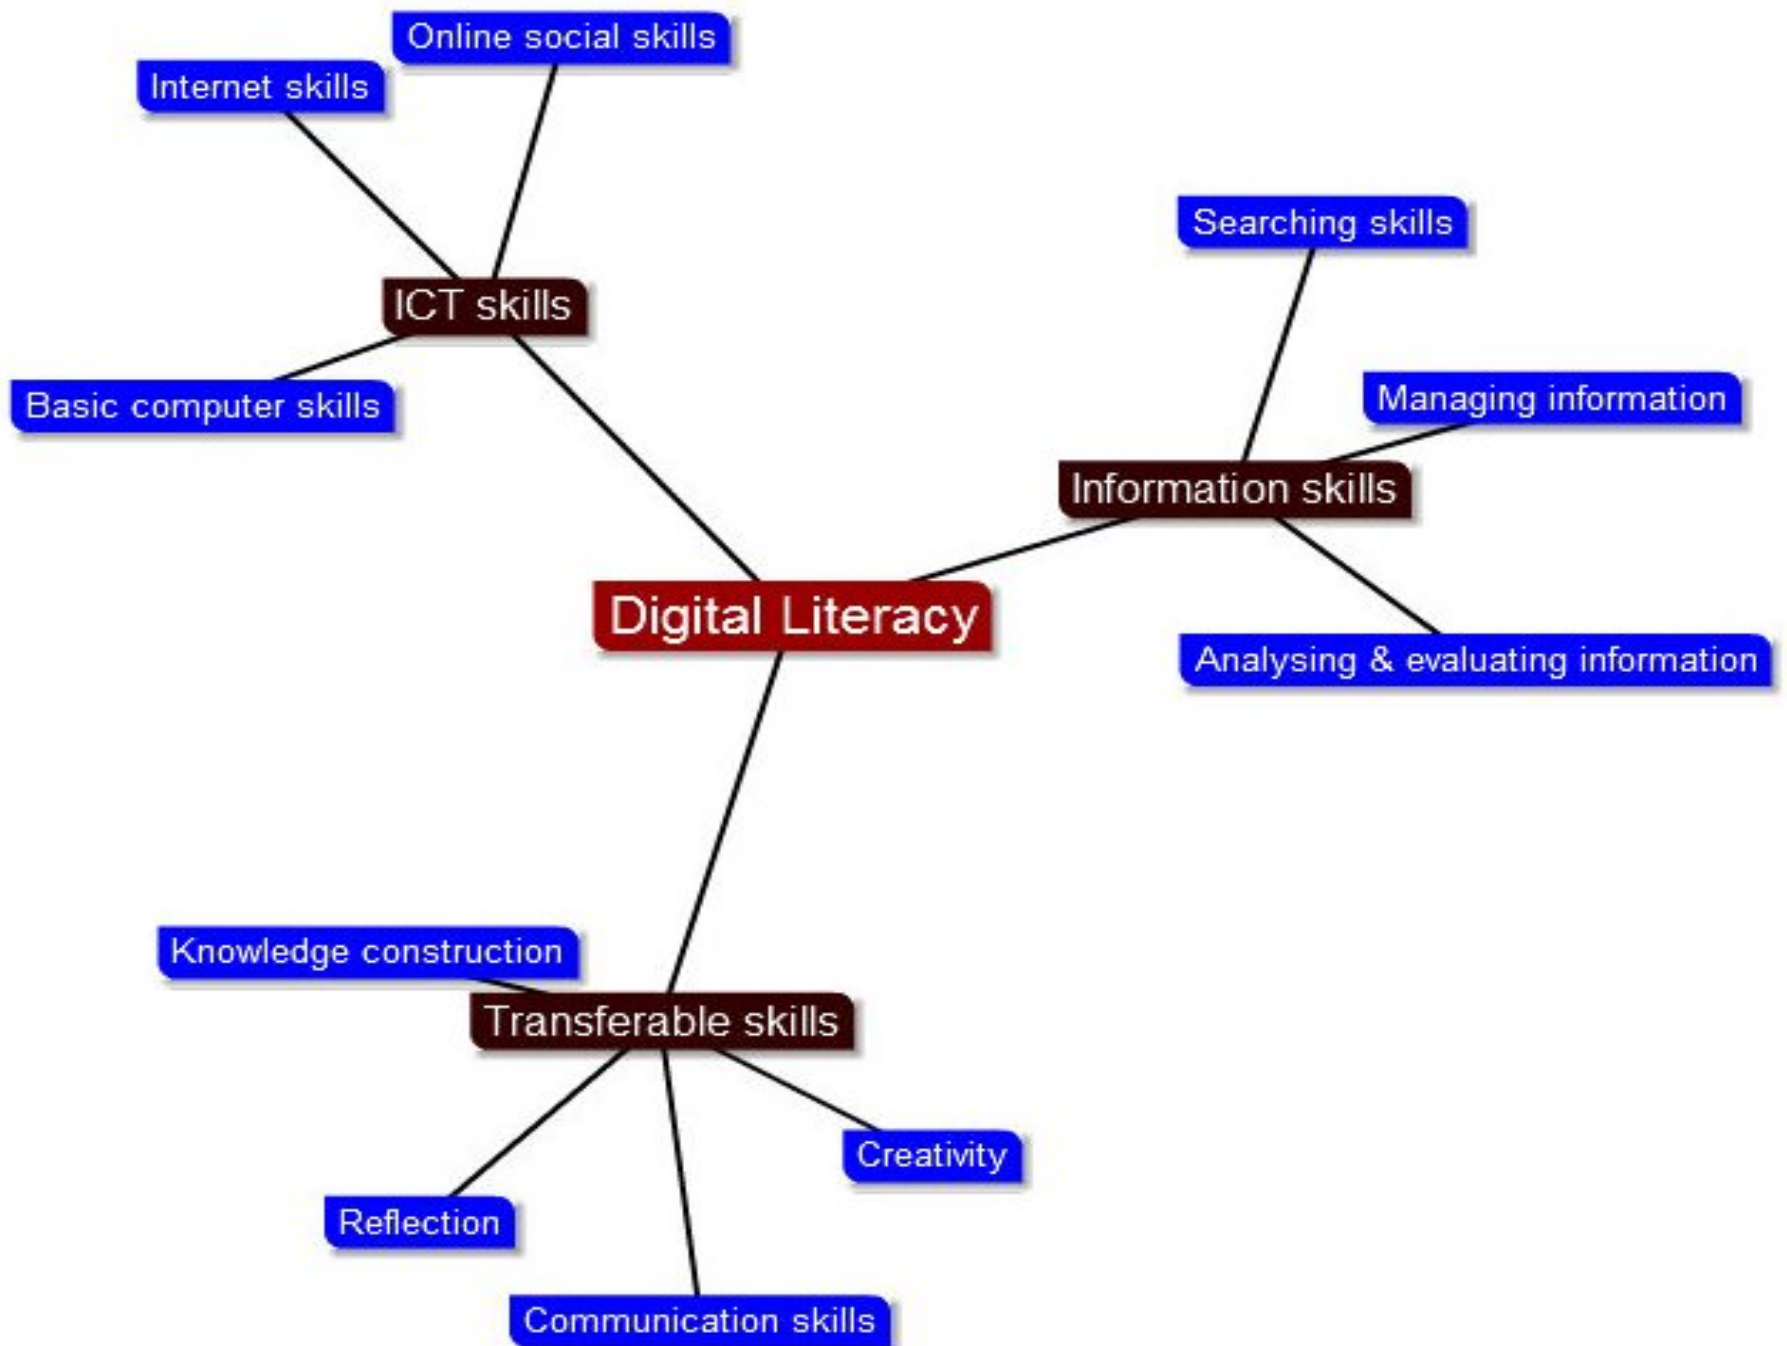 Online social skills
Internet skills
Searching skills
ICT skills
Managing information
Basic computer skills
Information skills
Digital Literacy
Analysing & evaluating information
Knowledge construction
Transferable skills
Creativity
Reflection
Communication skills